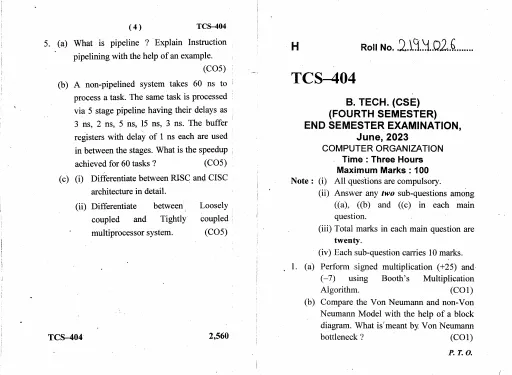 ( 4 ) TCS–404
5. (a) What is pipeline ? Explain Instruction
pipelining with the help of an example.
(CO5)
(b) A non-pipelined system takes 60 ns to
process a task. The same task is processed
via 5 stage pipeline having their delays as
3 ns, 2 ns, 5 ns, 15 ns, 3 ns. The buffer
registers with delay of 1 ns each are used
in between the stages. What is the speedup
achieved for 60 tasks ? (CO5)
(c) (i) Differentiate between RISC and CISC
architecture in detail.
(ii) Differentiate between Loosely
coupled and Tightly coupled
multiprocessor system. (CO5)
TCS–404 2,560
H Roll No. 2194026
TCS–404
B. TECH. (CSE)
(FOURTH SEMESTER)
END SEMESTER EXAMINATION,
June, 2023
COMPUTER ORGANIZATION
Time : Three Hours
Maximum Marks : 100
Note : (i) All questions are compulsory.
(ii) Answer any two sub-questions among
((a), ((b) and ((c) in each main
question.
(iii) Total marks in each main question are
twenty.
(iv) Each sub-question carries 10 marks.
1. (a) Perform signed multiplication (+25) and
(–7) using Booth's Multiplication
Algorithm. (CO1)
(b) Compare the Von Neumann and non-Von
Neumann Model with the help of a block
diagram. What is meant by Von Neumann
bottleneck ? (CO1)
P. T. O.